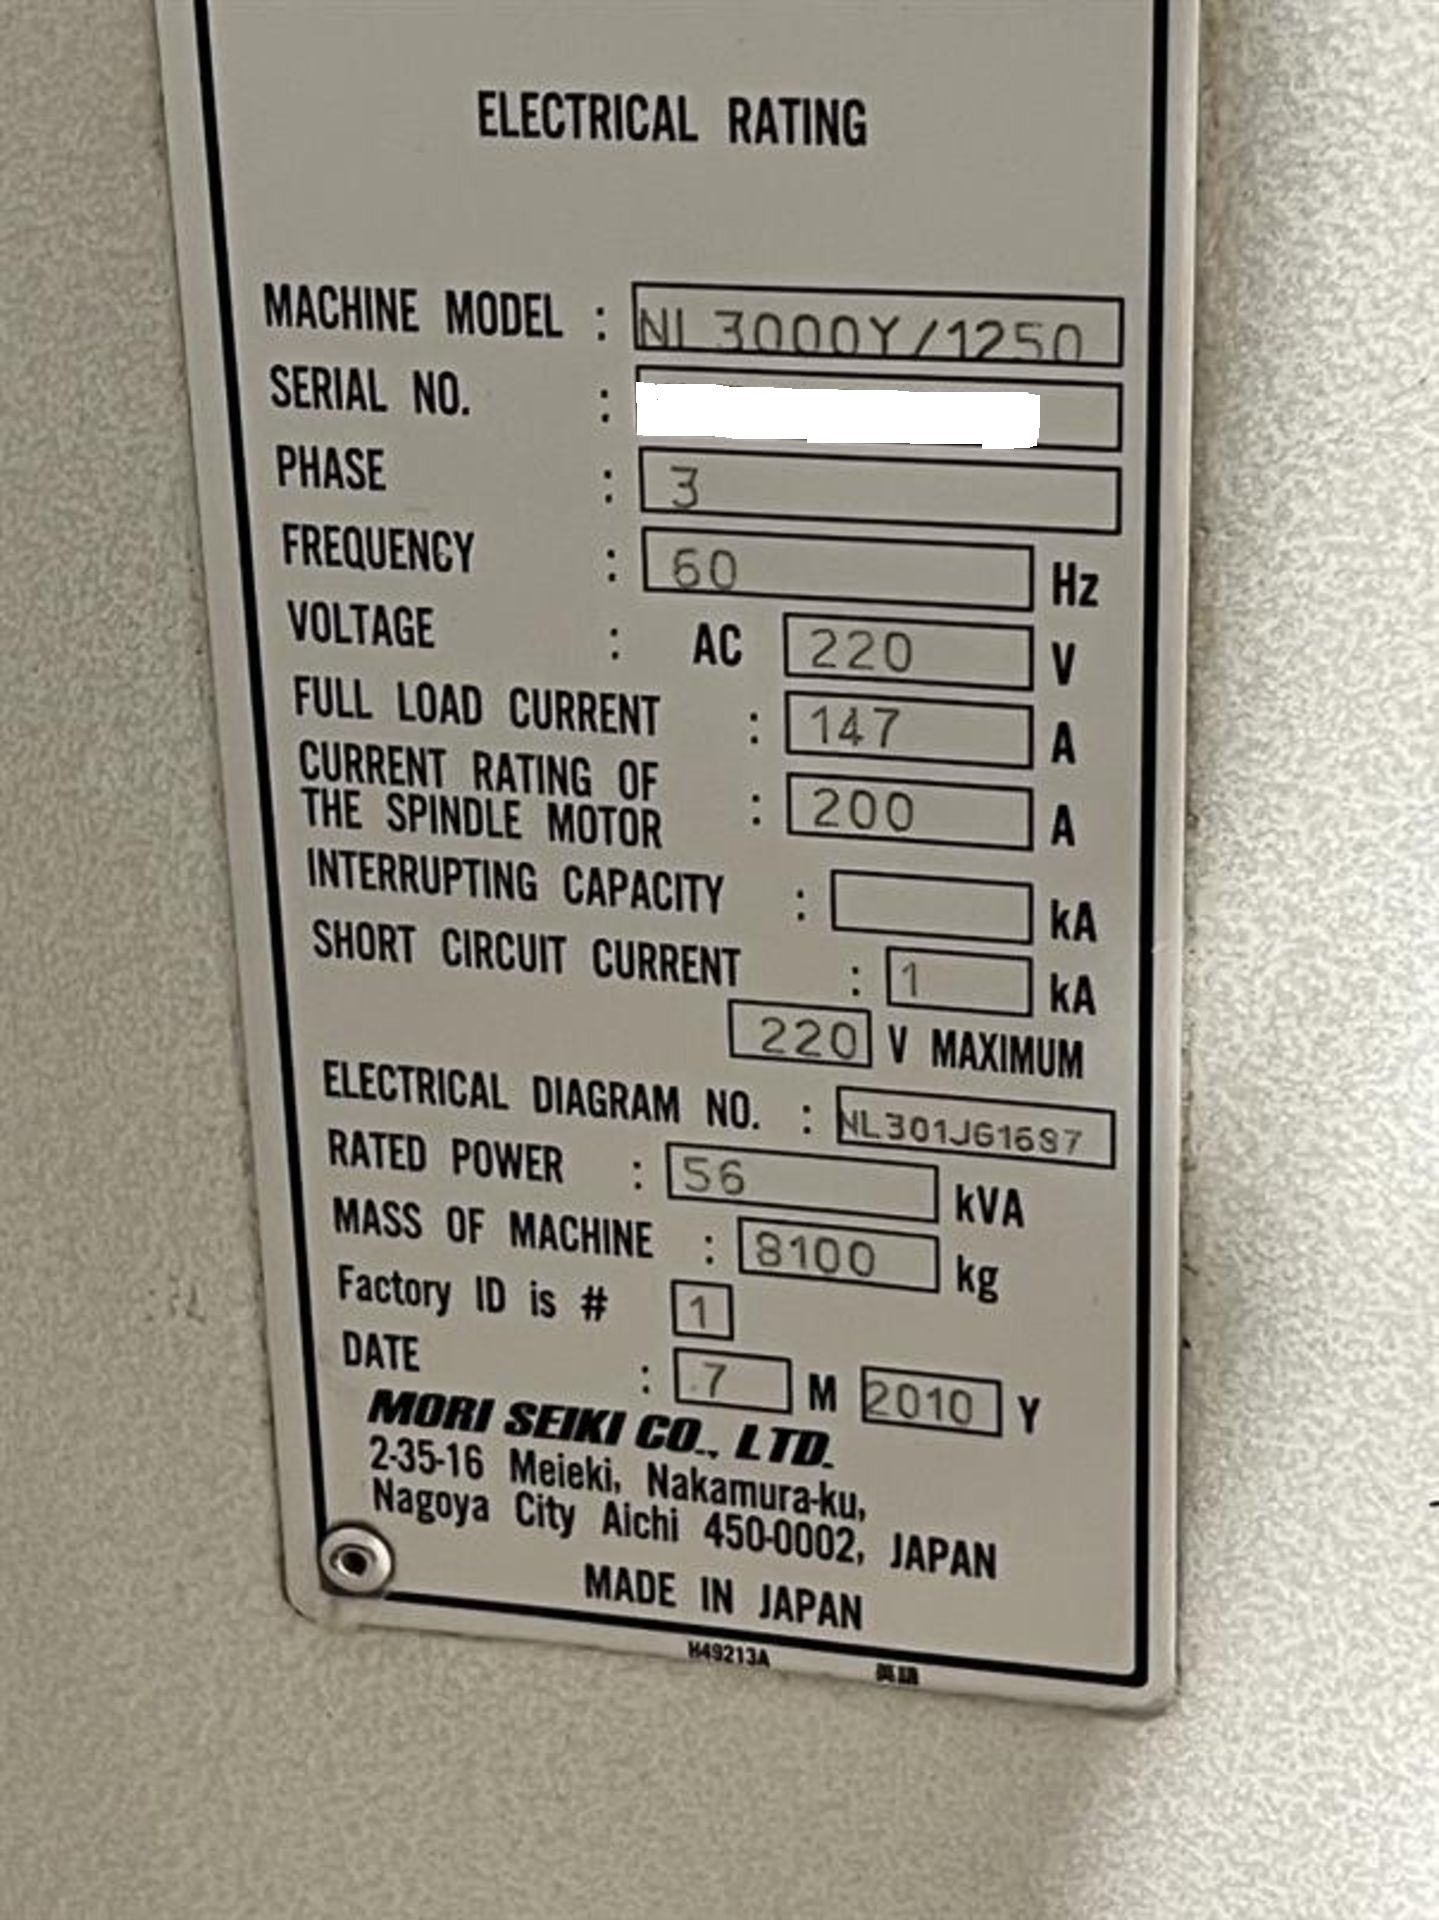 ELECTRICAL RATING
MACHINE MODEL : NL3000Y/1250
SERIAL NO. :
PHASE : 3
FREQUENCY : 60 Hz
VOLTAGE : AC 220 V
FULL LOAD CURRENT : 147 A
CURRENT RATING OF
THE SPINDLE MOTOR : 200 A
INTERRUPTING CAPACITY : kA
SHORT CIRCUIT CURRENT : 1 kA
220 V MAXIMUM
ELECTRICAL DIAGRAM NO. :
RATED POWER : 56 kVA
MASS OF MACHINE : 8100 kg
Factory ID is # 1
DATE : 7 M 2010 Y
MORI SEIKI CO., LTD.
2-35-16 Meieki, Nakamura-ku,
Nagoya City Aichi 450-0002, JAPAN
MADE IN JAPAN
H49213A